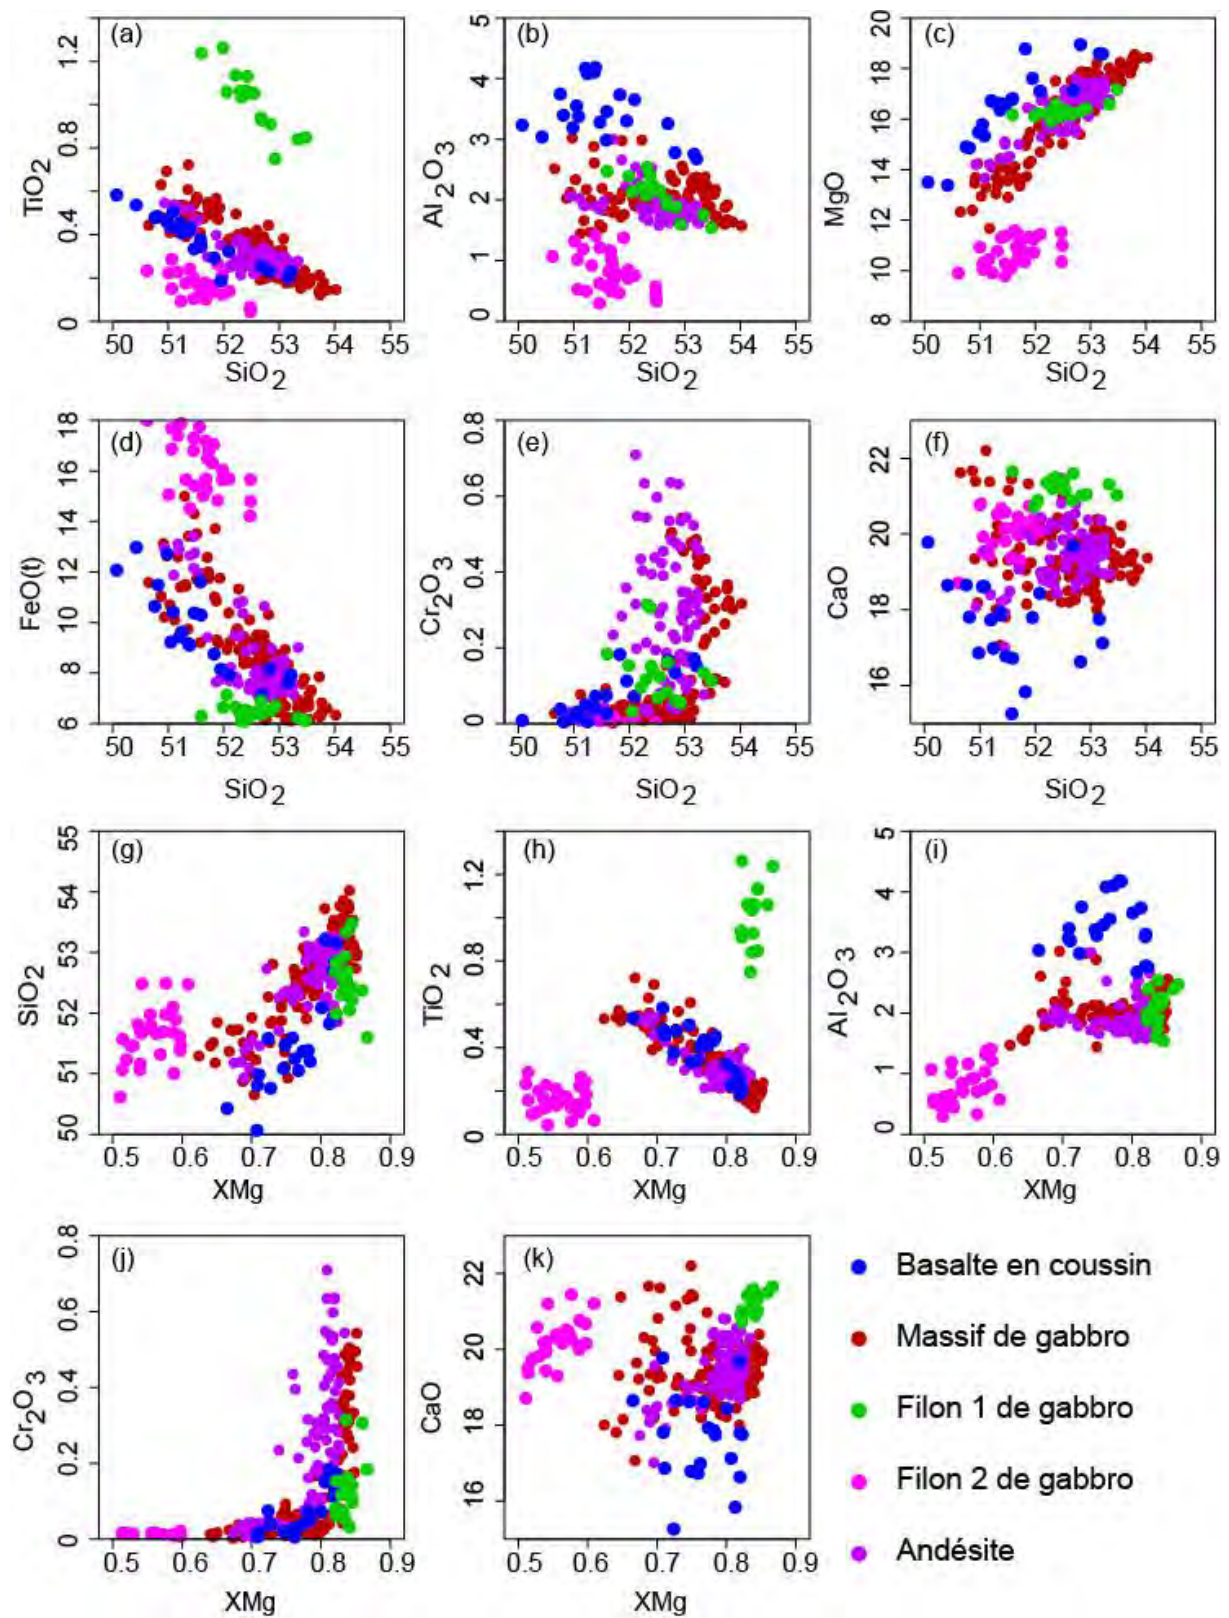 (a)
TiO2
0 0.4 0.8 1.2
50 51 52 53 54 55
SiO2
(b)
Al2O3
0 1 2 3 4 5
50 51 52 53 54 55
SiO2
(c)
MgO
8 10 12 14 16 18 20
50 51 52 53 54 55
SiO2
(d)
FeO(t)
6 8 10 12 14 16 18
50 51 52 53 54 55
SiO2
(e)
Cr2O3
0 0.2 0.4 0.6 0.8
50 51 52 53 54 55
SiO2
(f)
CaO
16 18 20 22
50 51 52 53 54 55
SiO2
(g)
SiO2
50 51 52 53 54 55
0.5 0.6 0.7 0.8 0.9
XMg
(h)
TiO2
0 0.4 0.8 1.2
0.5 0.6 0.7 0.8 0.9
XMg
(i)
Al2O3
0 1 2 3 4 5
0.5 0.6 0.7 0.8 0.9
XMg
(j)
Cr2O3
0 0.2 0.4 0.6 0.8
0.5 0.6 0.7 0.8 0.9
XMg
(k)
CaO
16 18 20 22
0.5 0.6 0.7 0.8 0.9
XMg
Basalte en coussin
Massif de gabbro
Filon 1 de gabbro
Filon 2 de gabbro
Andésite